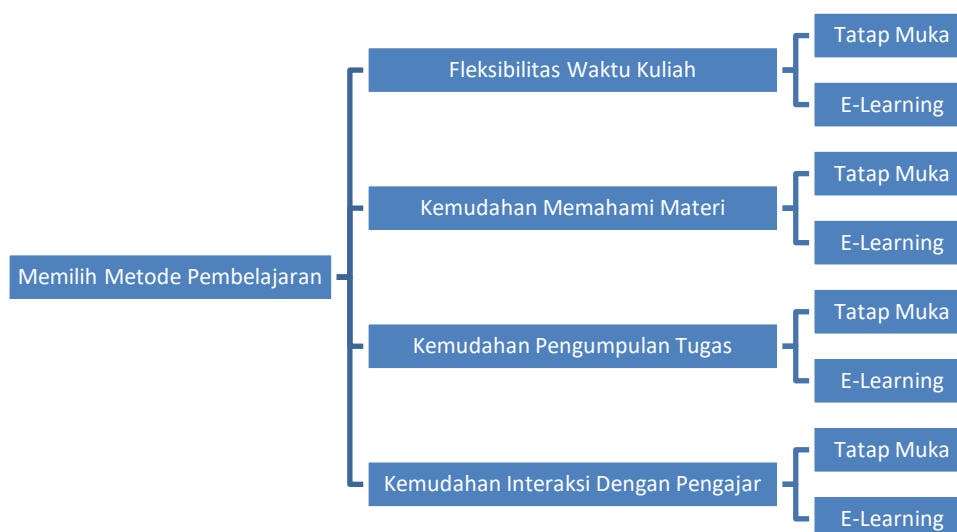 Memilih Metode Pembelajaran
Fleksibilitas Waktu Kuliah
Tatap Muka
E-Learning
Kemudahan Memahami Materi
Tatap Muka
E-Learning
Kemudahan Pengumpulan Tugas
Tatap Muka
E-Learning
Kemudahan Interaksi Dengan Pengajar
Tatap Muka
E-Learning